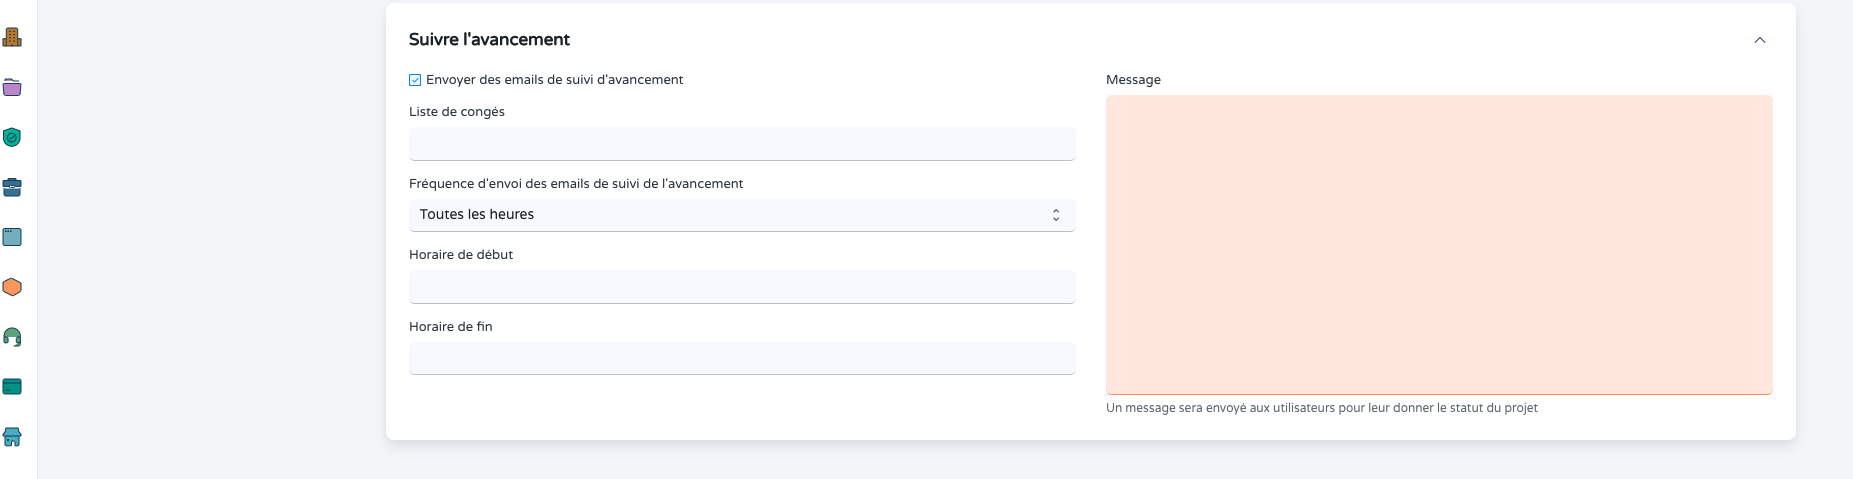 Suivre l'avancement
Envoyer des emails de suivi d'avancement
Liste de congés
Fréquence d'envoi des emails de suivi de l'avancement
Toutes les heures
Horaire de début
Horaire de fin
Message
Un message sera envoyé aux utilisateurs pour leur donner le statut du projet